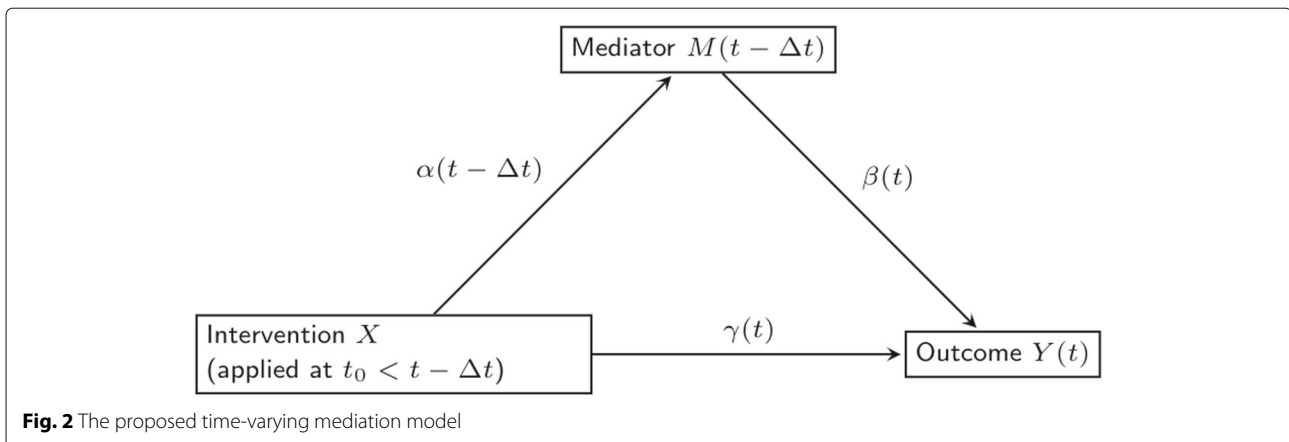 Mediator M(t − Δt)
α(t − Δt)
β(t)
Intervention X
(applied at t₀ < t − Δt)
γ(t)
Outcome Y(t)
Fig. 2 The proposed time-varying mediation model